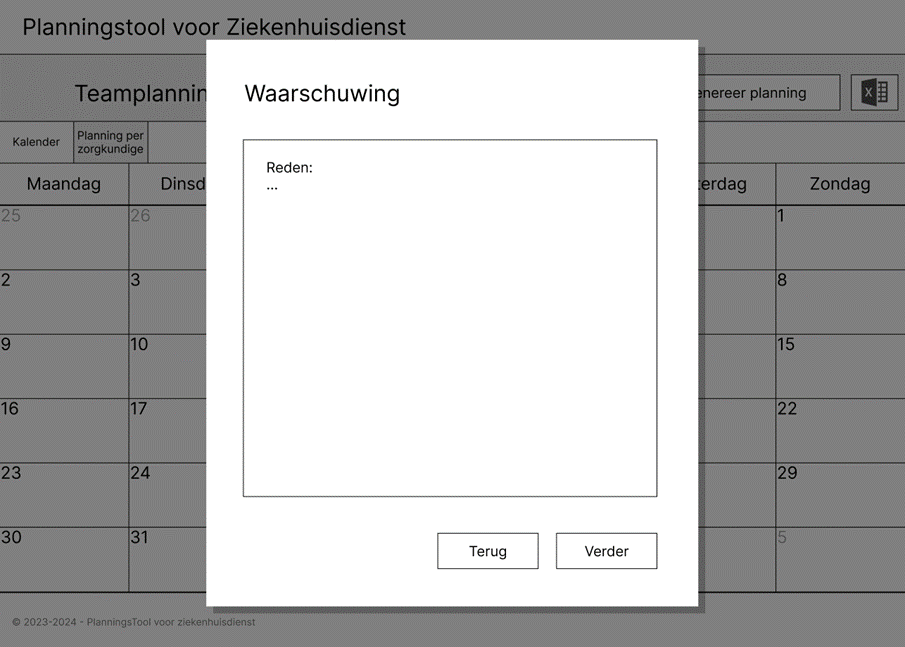 Planningstool voor Ziekenhuisdienst
Teamplannin
enereer planning
X
Kalender
Planning per
zorgkundige
Maandag
Dinsd
erdag
Zondag
25
26
1
2
3
8
9
10
15
16
17
22
23
24
29
30
31
5
Waarschuwing
Reden:
...
Terug
Verder
© 2023-2024 - PlanningsTool voor ziekenhuisdienst